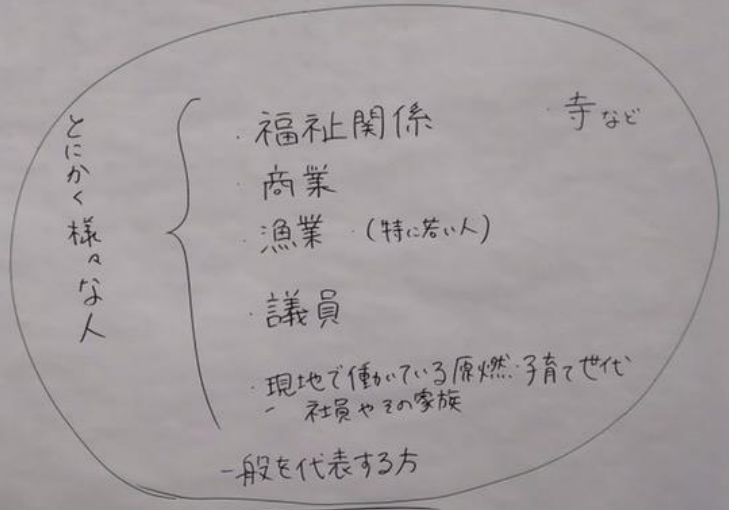 とにかく様々な人
・福祉関係
・寺など
・商業
・漁業 ・(特に若い人)
・議員
・現地で働いている原燃・子育て世代
社員やその家族
一般を代表する方